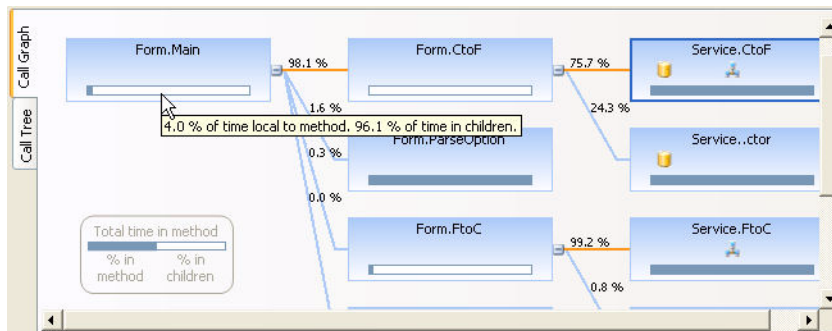 Call Graph
Call Tree
Form.Main
98.1 %
Form.CtoF
75.7 %
Service.CtoF
1.6 %
24.3 %
4.0 % of time local to method. 96.1 % of time in children.
0.3 %
Form.ParseOption
Service..ctor
0.0 %
Total time in method
% in method
% in children
Form.FtoC
99.2 %
Service.FtoC
0.8 %